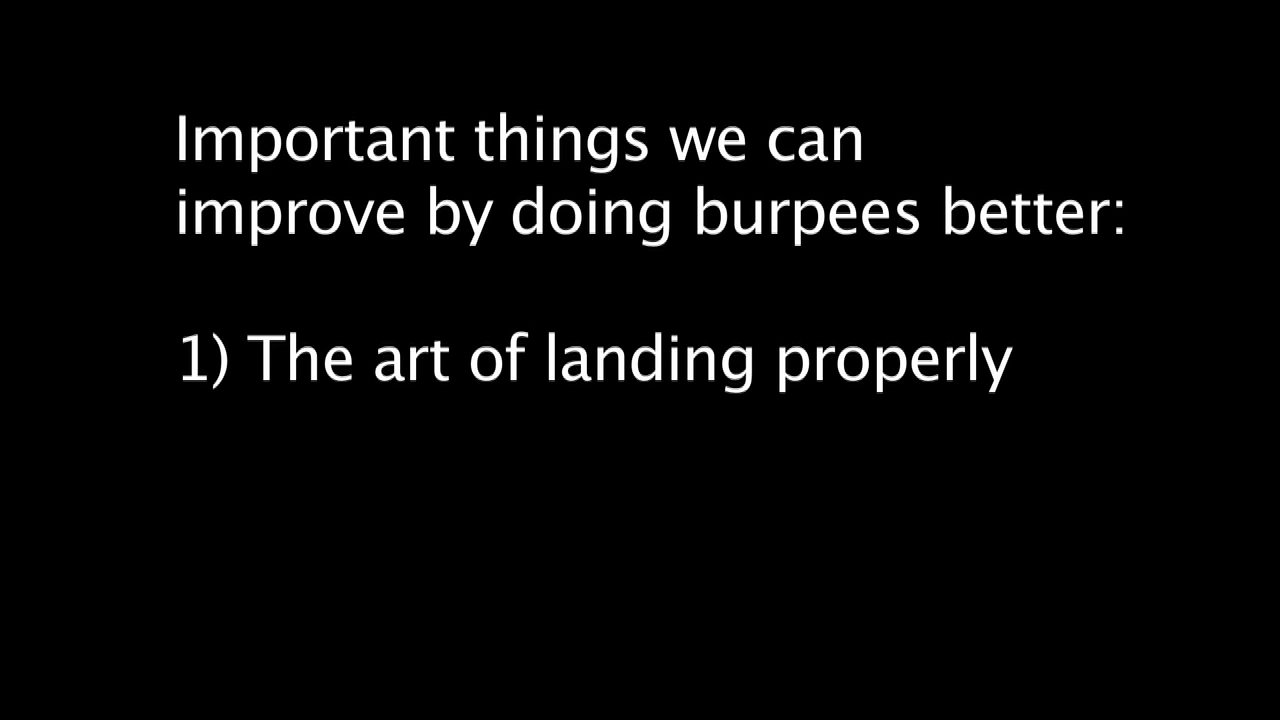 Important things we can
improve by doing burpees better:
1) The art of landing properly